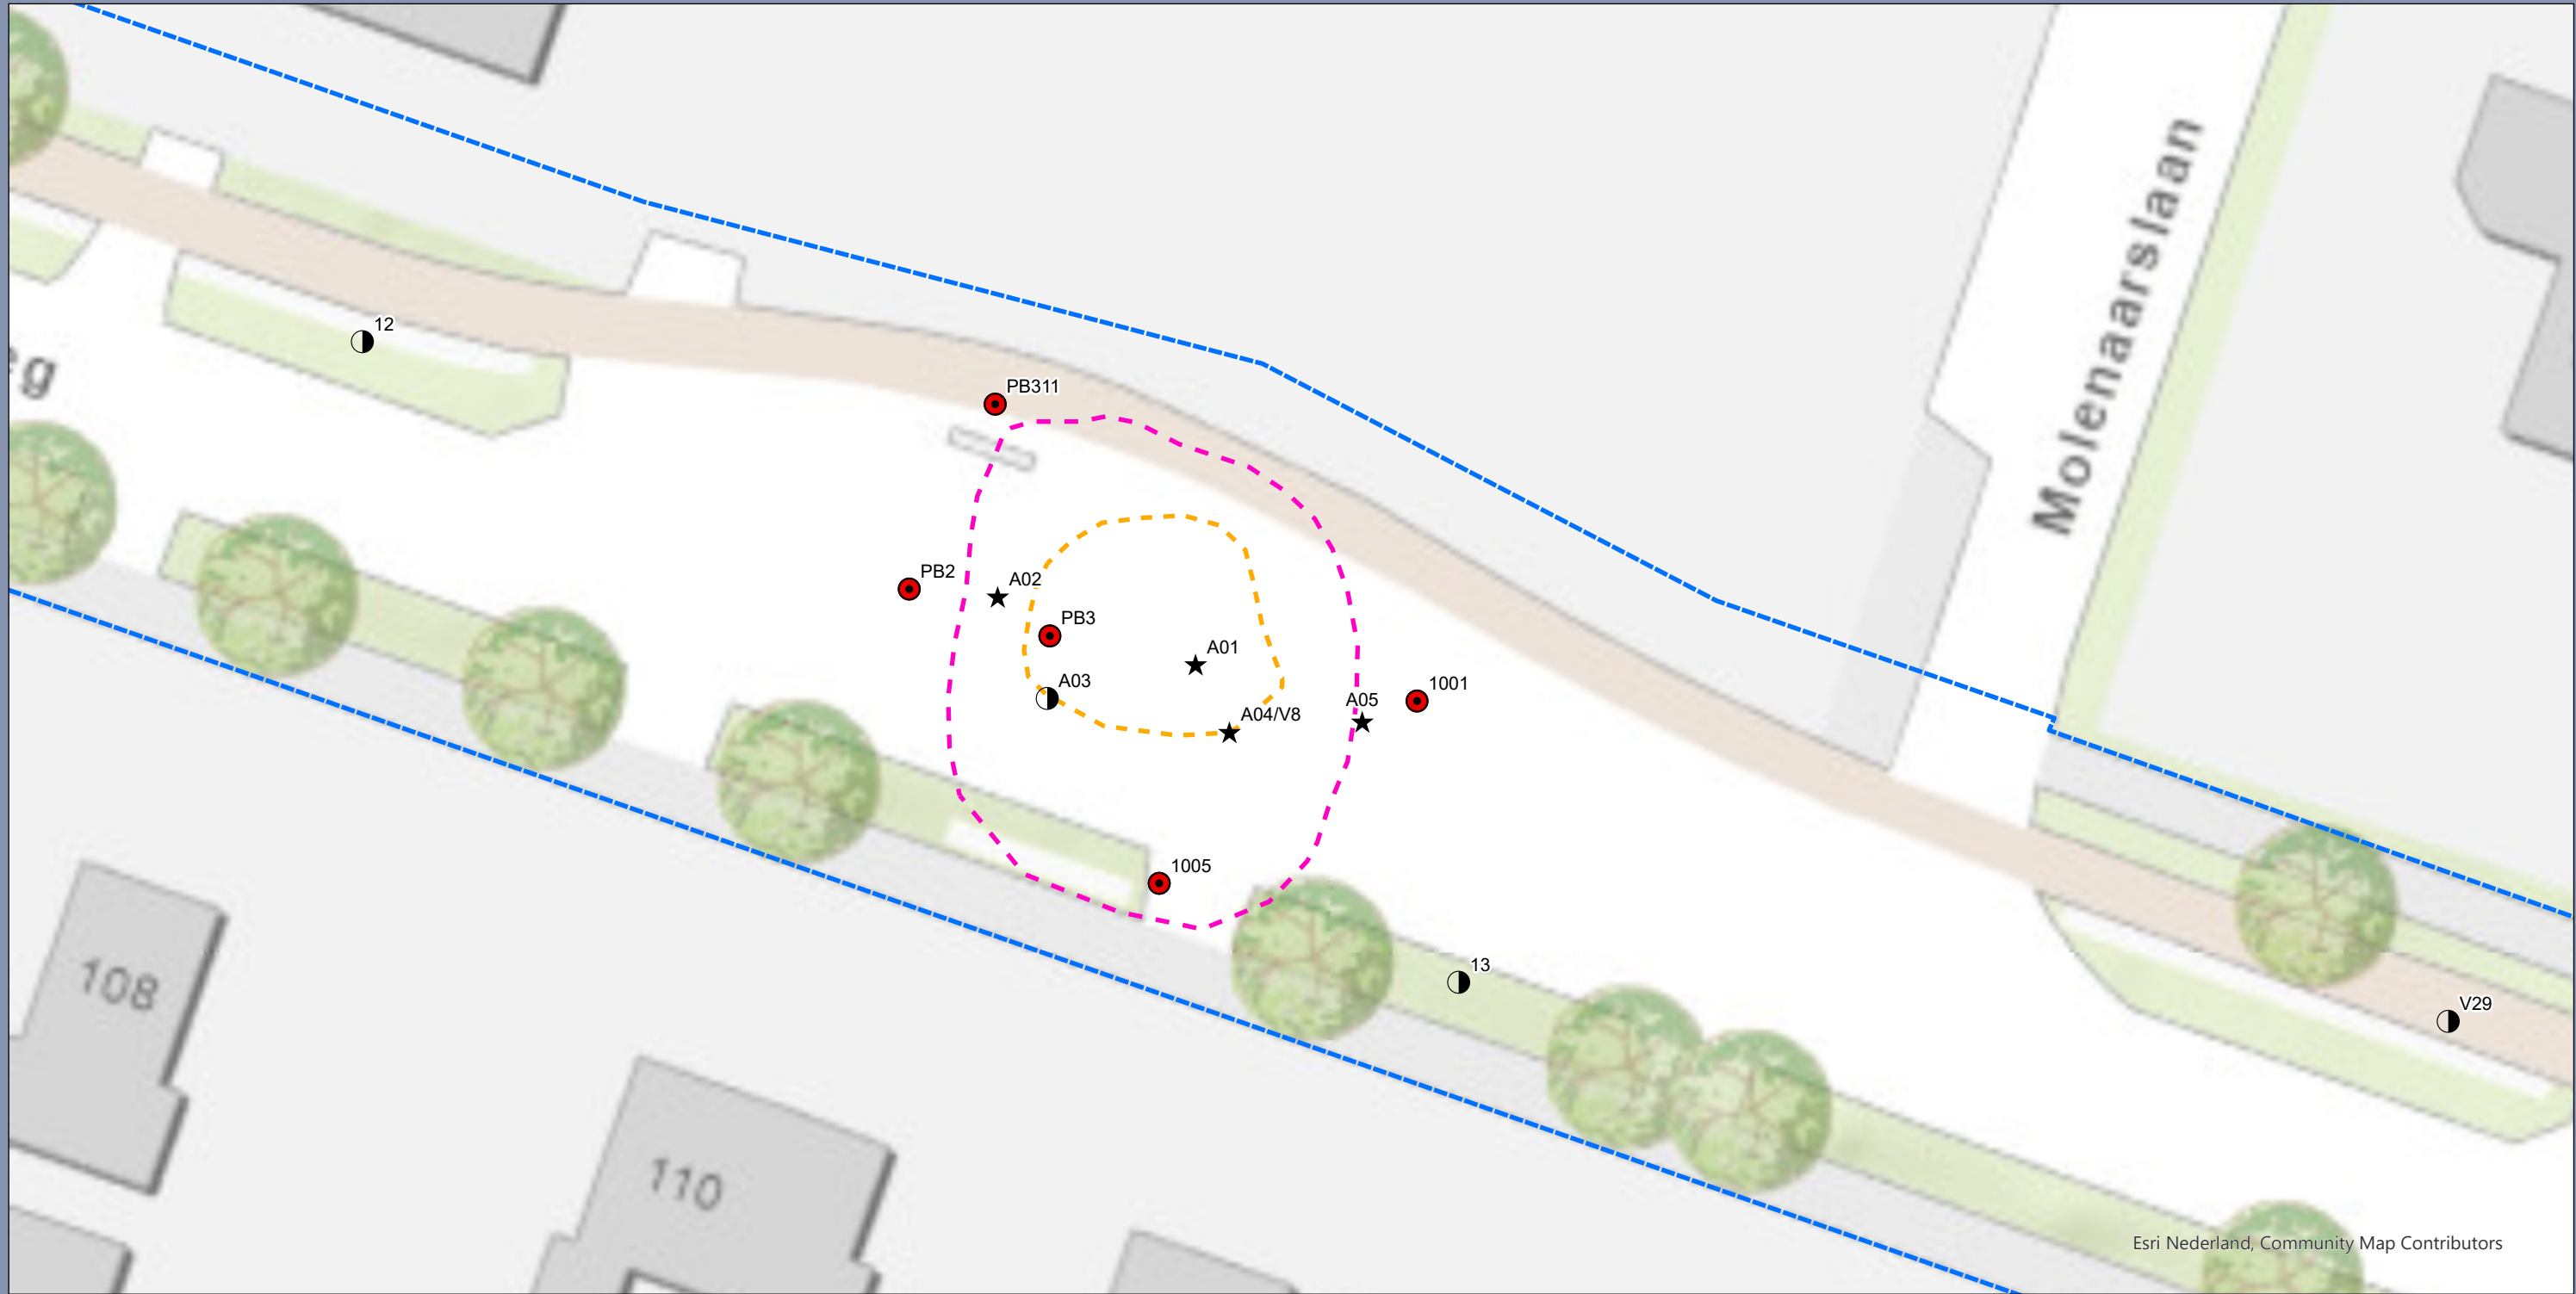 Molenaarslaan
12
eg
PB311
PB2
A02
PB3
A01
A03
A04/V8
A05
1001
1005
108
13
V29
110
Esri Nederland, Community Map Contributors